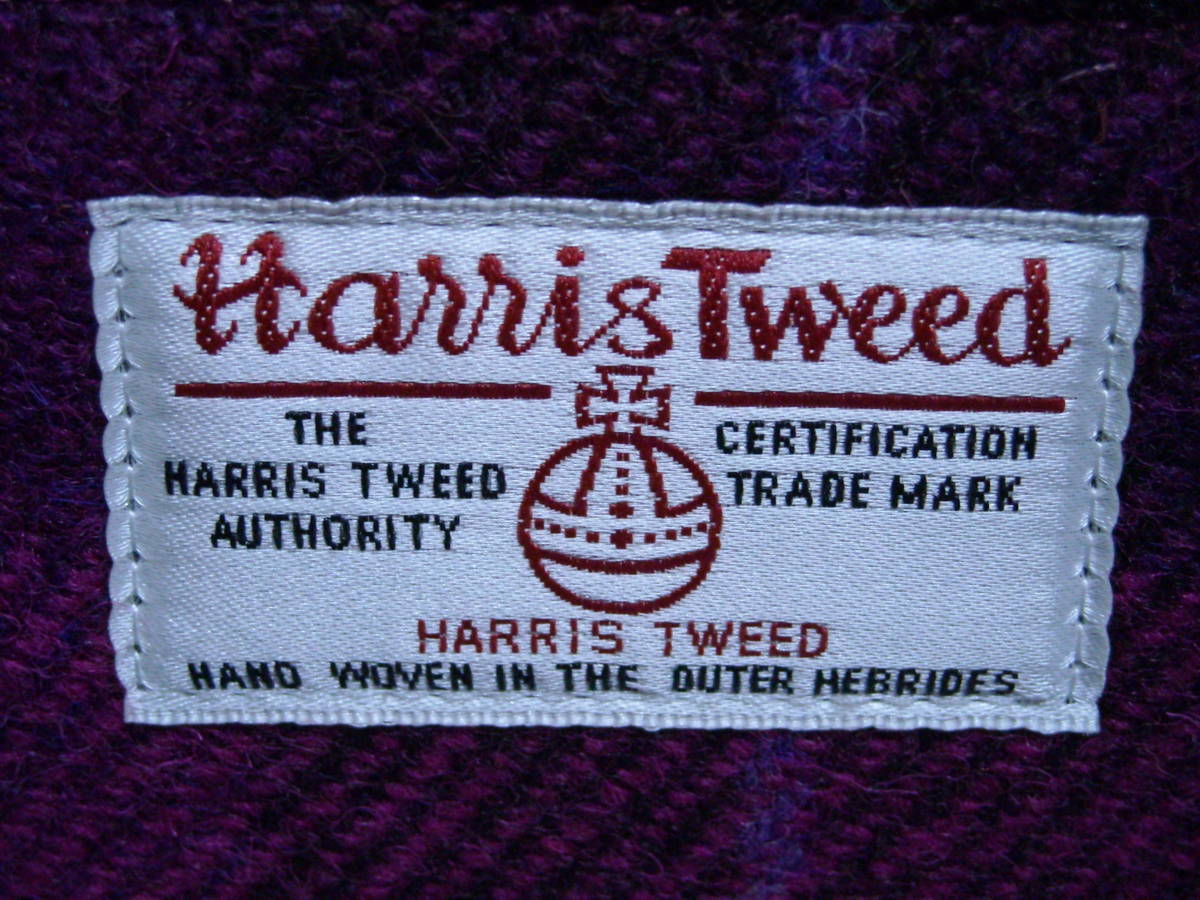 Harris Tweed
THE
HARRIS TWEED
AUTHORITY
CERTIFICATION
TRADE MARK
HARRIS TWEED
HAND WOVEN IN THE OUTER HEBRIDES